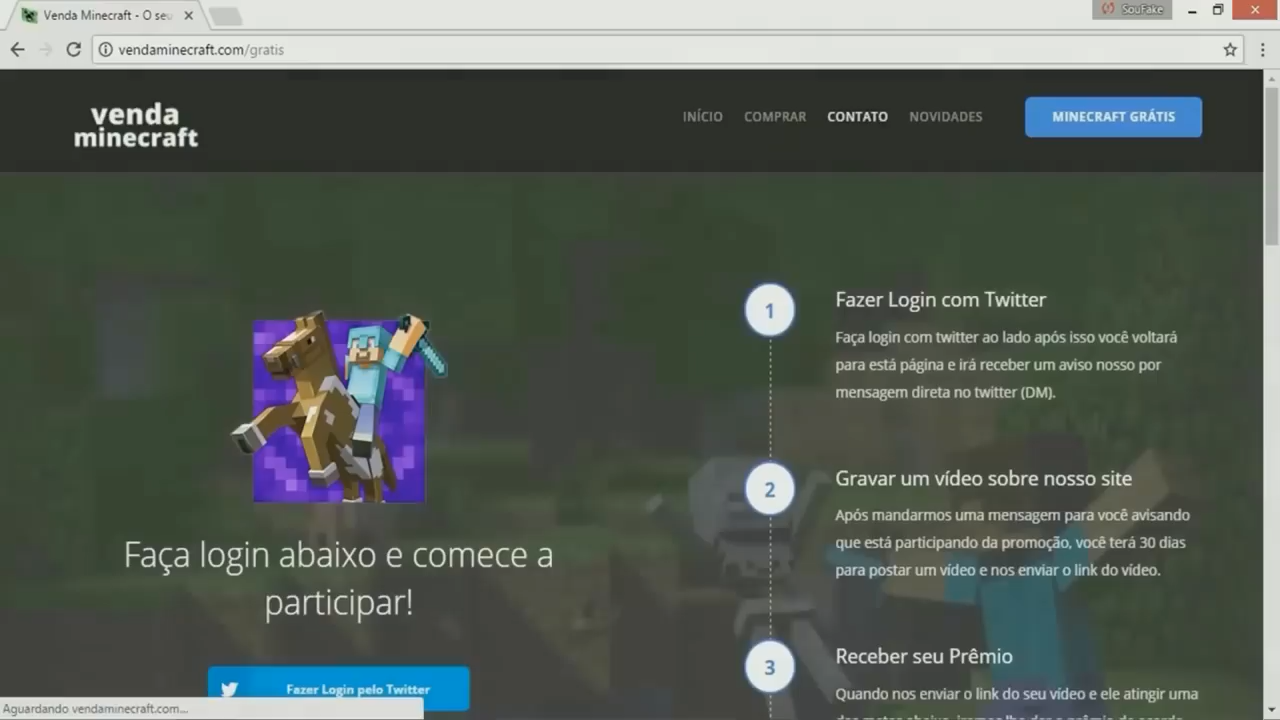 Venda Minecraft - O seu
SouFake
vendaminecraft.com/gratis
venda
minecraft
INÍCIO
COMPRAR
CONTATO
NOVIDADES
MINECRAFT GRÁTIS
Faça login abaixo e comece a
participar!
Fazer Login pelo Twitter
1
Fazer Login com Twitter
Faça login com twitter ao lado após isso você voltará
para está página e irá receber um aviso nosso por
mensagem direta no twitter (DM).
2
Gravar um vídeo sobre nosso site
Após mandarmos uma mensagem para você avisando
que está participando da promoção, você terá 30 dias
para postar um vídeo e nos enviar o link do vídeo.
3
Receber seu Prêmio
Quando nos enviar o link do seu vídeo e ele atingir uma
Aguardando vendaminecraft.com...